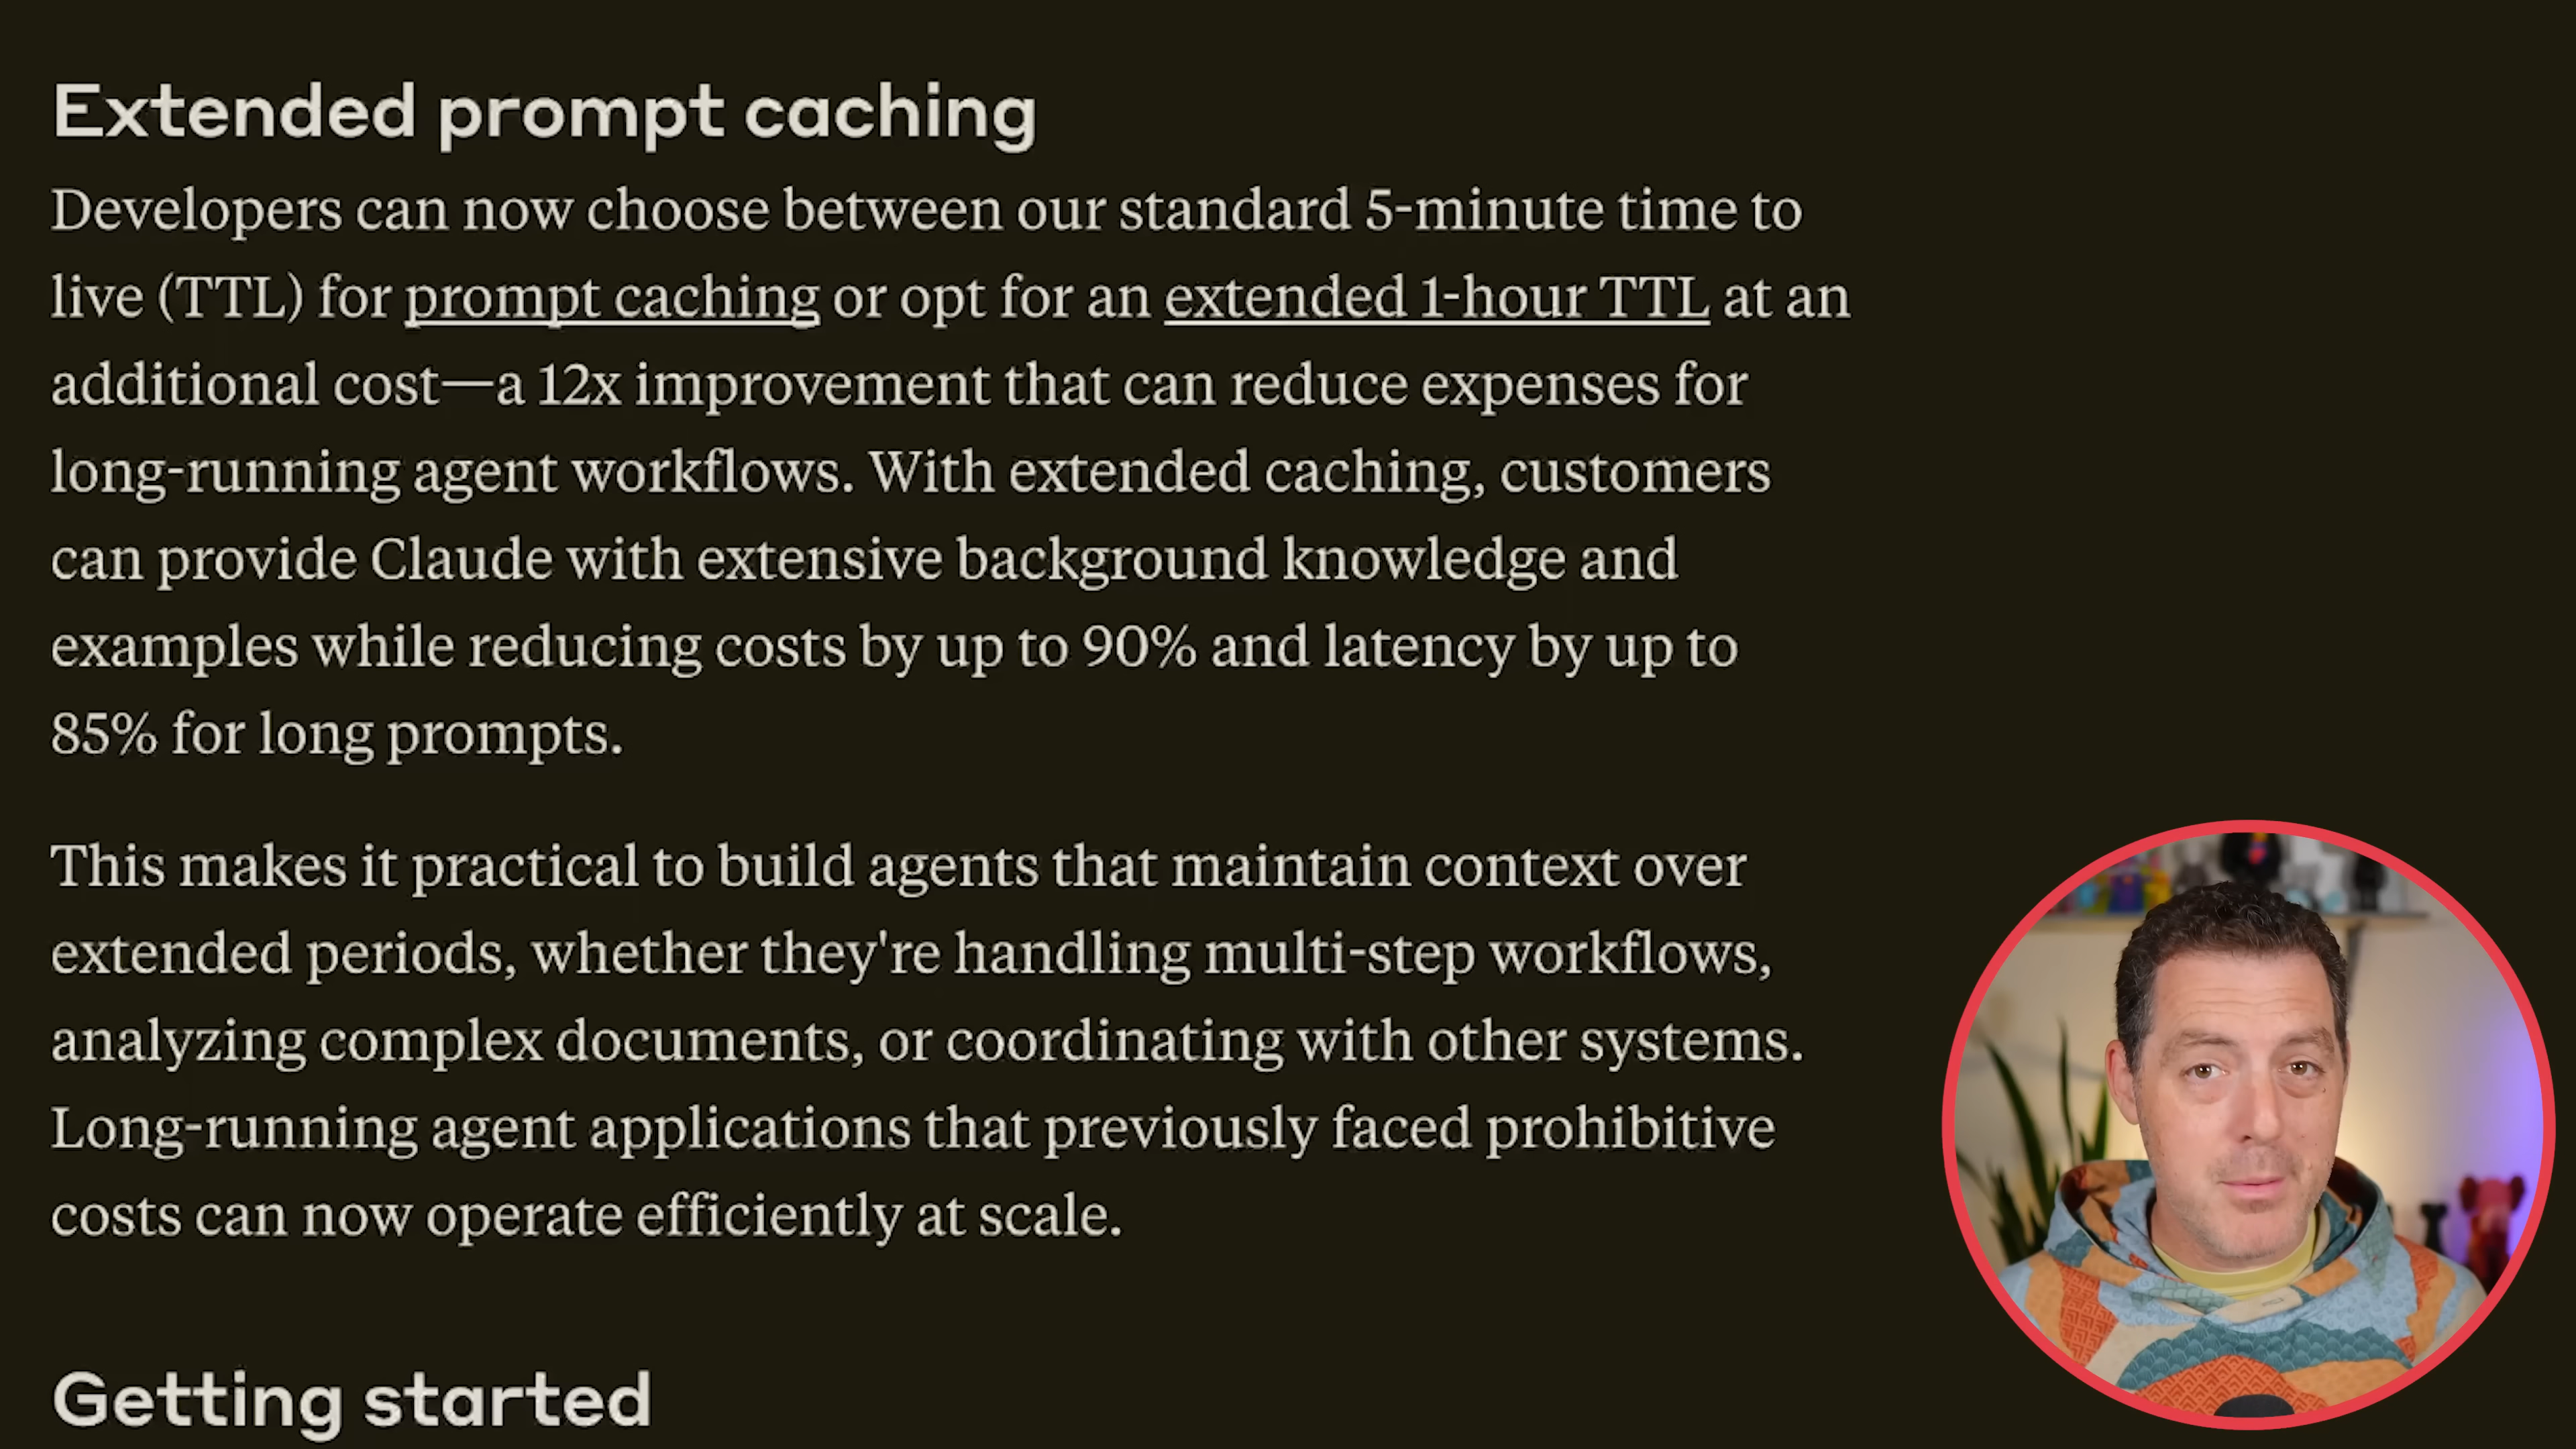 Extended prompt caching
Developers can now choose between our standard 5-minute time to
live (TTL) for prompt caching or opt for an extended 1-hour TTL at an
additional cost—a 12x improvement that can reduce expenses for
long-running agent workflows. With extended caching, customers
can provide Claude with extensive background knowledge and
examples while reducing costs by up to 90% and latency by up to
85% for long prompts.
This makes it practical to build agents that maintain context over
extended periods, whether they're handling multi-step workflows,
analyzing complex documents, or coordinating with other systems.
Long-running agent applications that previously faced prohibitive
costs can now operate efficiently at scale.
Getting started